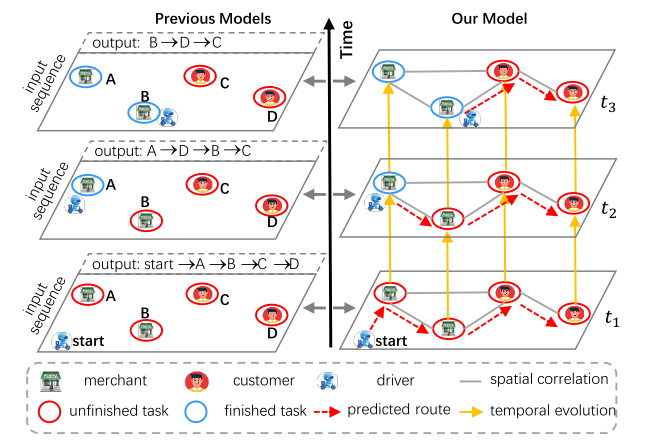 Previous Models
Our Model
Time
output: B →D →C
input sequence
A
B
C
D
t3
output: A →D →B →C
input sequence
A
B
C
D
t2
output: start →A →B →C →D
input sequence
A
B
C
D
start
start
t1
merchant
customer
driver
spatial correlation
unfinished task
finished task
predicted route
temporal evolution